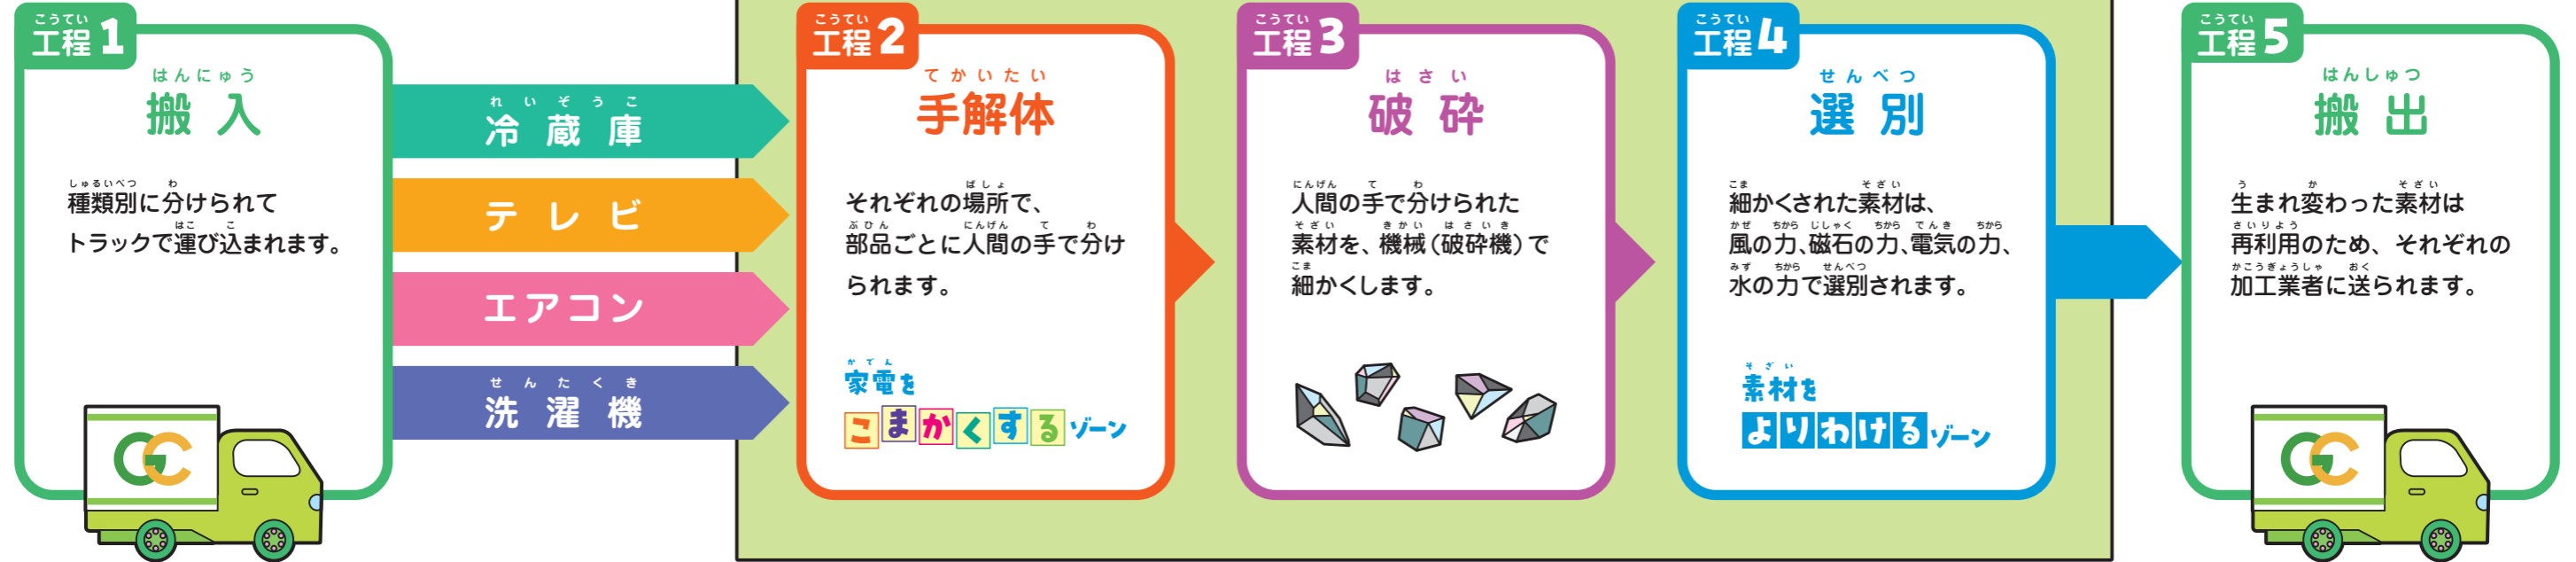 こうてい
工程1
はんにゅう
搬入
しゅるいべつ わ
種類別に分けられて
はこ こ
トラックで運び込まれます。
GC
れいぞうこ
冷蔵庫
テレビ
エアコン
せんたくき
洗濯機
こうてい
工程2
てかいたい
手解体
ばしょ
それぞれの場所で、
ぶひん にんげん て わ
部品ごとに人間の手で分け
られます。
かでん
家電を
こまかくするゾーン
こうてい
工程3
はさい
破砕
にんげん て わ
人間の手で分けられた
そざい きかい はさいき
素材を、機械(破砕機)で
こま
細かくします。
こうてい
工程4
せんべつ
選別
こま そざい
細かくされた素材は、
かぜ ちから じしゃく ちから でんき ちから
風の力、磁石の力、電気の力、
みず ちから せんべつ
水の力で選別されます。
そざい
素材を
よりわけるゾーン
こうてい
工程5
はんしゅつ
搬出
う か そざい
生まれ変わった素材は
さいりよう
再利用のため、それぞれの
かこうぎょうしゃ おく
加工業者に送られます。
GC